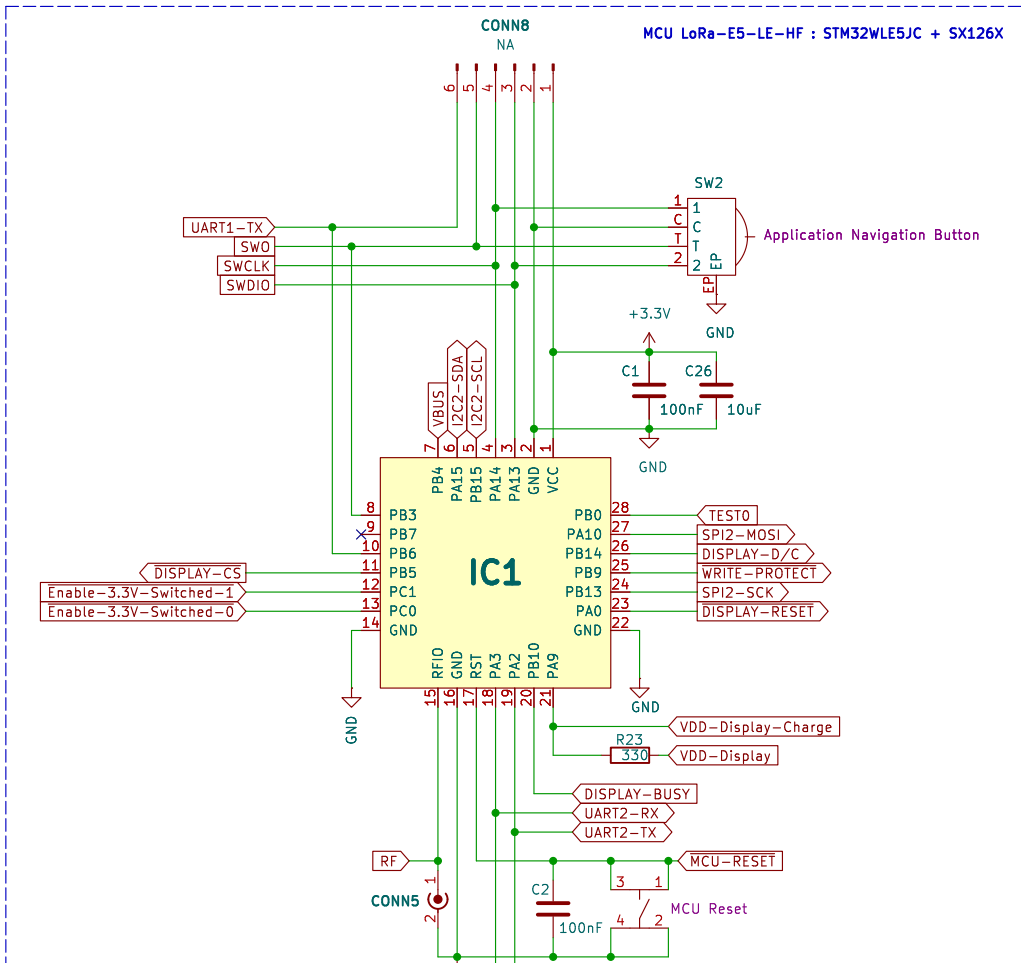 CONN8
NA
MCU LoRa-E5-LE-HF : STM32WLE5JC + SX126X
6
5
4
3
2
1
SW2
1
1
UART1-TX
C
C
Application Navigation Button
SWO
T
T
SWCLK
2
2
EP
SWDIO
EP
GND
+3.3V
C1
C26
100nF
10uF
GND
VBUS
I2C2-SDA
I2C2-SCL
7
6
5
4
3
2
1
PB4
PA15
PB15
PA14
PA13
GND
VCC
8
PB3
PB0
28
TEST0
9
PB7
PA10
27
SPI2-MOSI
10
PB6
PB14
26
DISPLAY-D/C
DISPLAY-CS
11
PB5
IC1
PB9
25
WRITE-PROTECT
Enable-3.3V-Switched-1
12
PC1
PB13
24
SPI2-SCK
Enable-3.3V-Switched-0
13
PC0
PA0
23
DISPLAY-RESET
14
GND
GND
22
RFIO
GND
RST
PA3
PA2
PB10
PA9
15
16
17
18
19
20
21
GND
GND
VDD-Display-Charge
R23
330
VDD-Display
DISPLAY-BUSY
UART2-RX
UART2-TX
RF
MCU-RESET
1
CONN5
2
C2
100nF
3
1
4
2
MCU Reset